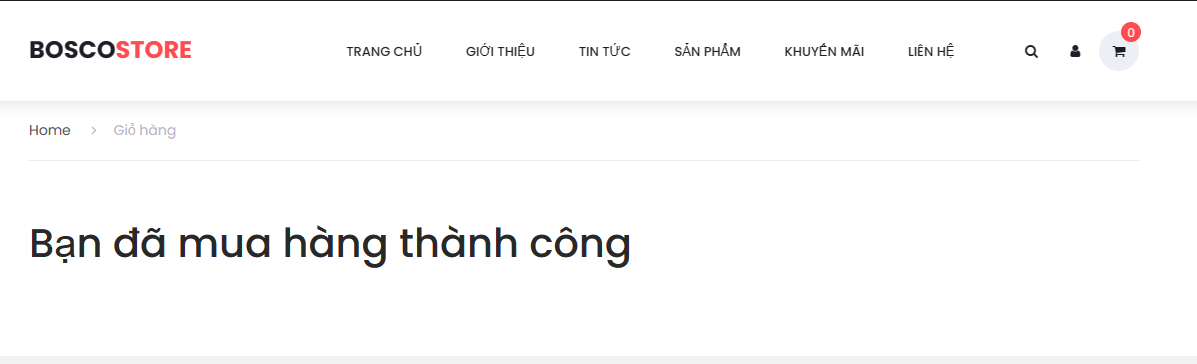 BOSCOSTORE TRANG CHỦ GIỚI THIỆU TIN TỨC SẢN PHẨM KHUYẾN MÃI LIÊN HỆ 0
Home > Giỏ hàng
Bạn đã mua hàng thành công